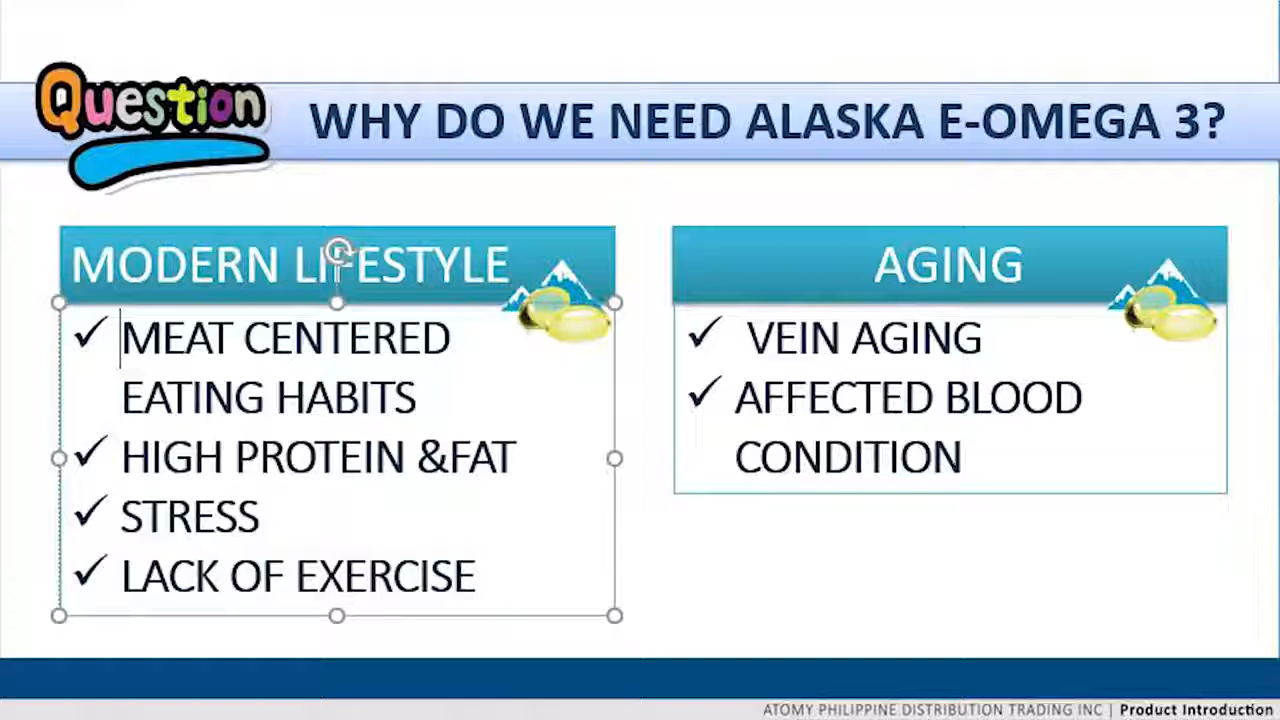 Question
WHY DO WE NEED ALASKA E-OMEGA 3?
MODERN LIFESTYLE
✓ MEAT CENTERED
EATING HABITS
✓ HIGH PROTEIN &FAT
✓ STRESS
✓ LACK OF EXERCISE
AGING
✓ VEIN AGING
✓ AFFECTED BLOOD
CONDITION
ATOMY PHILIPPINE DISTRIBUTION TRADING INC | Product Introduction